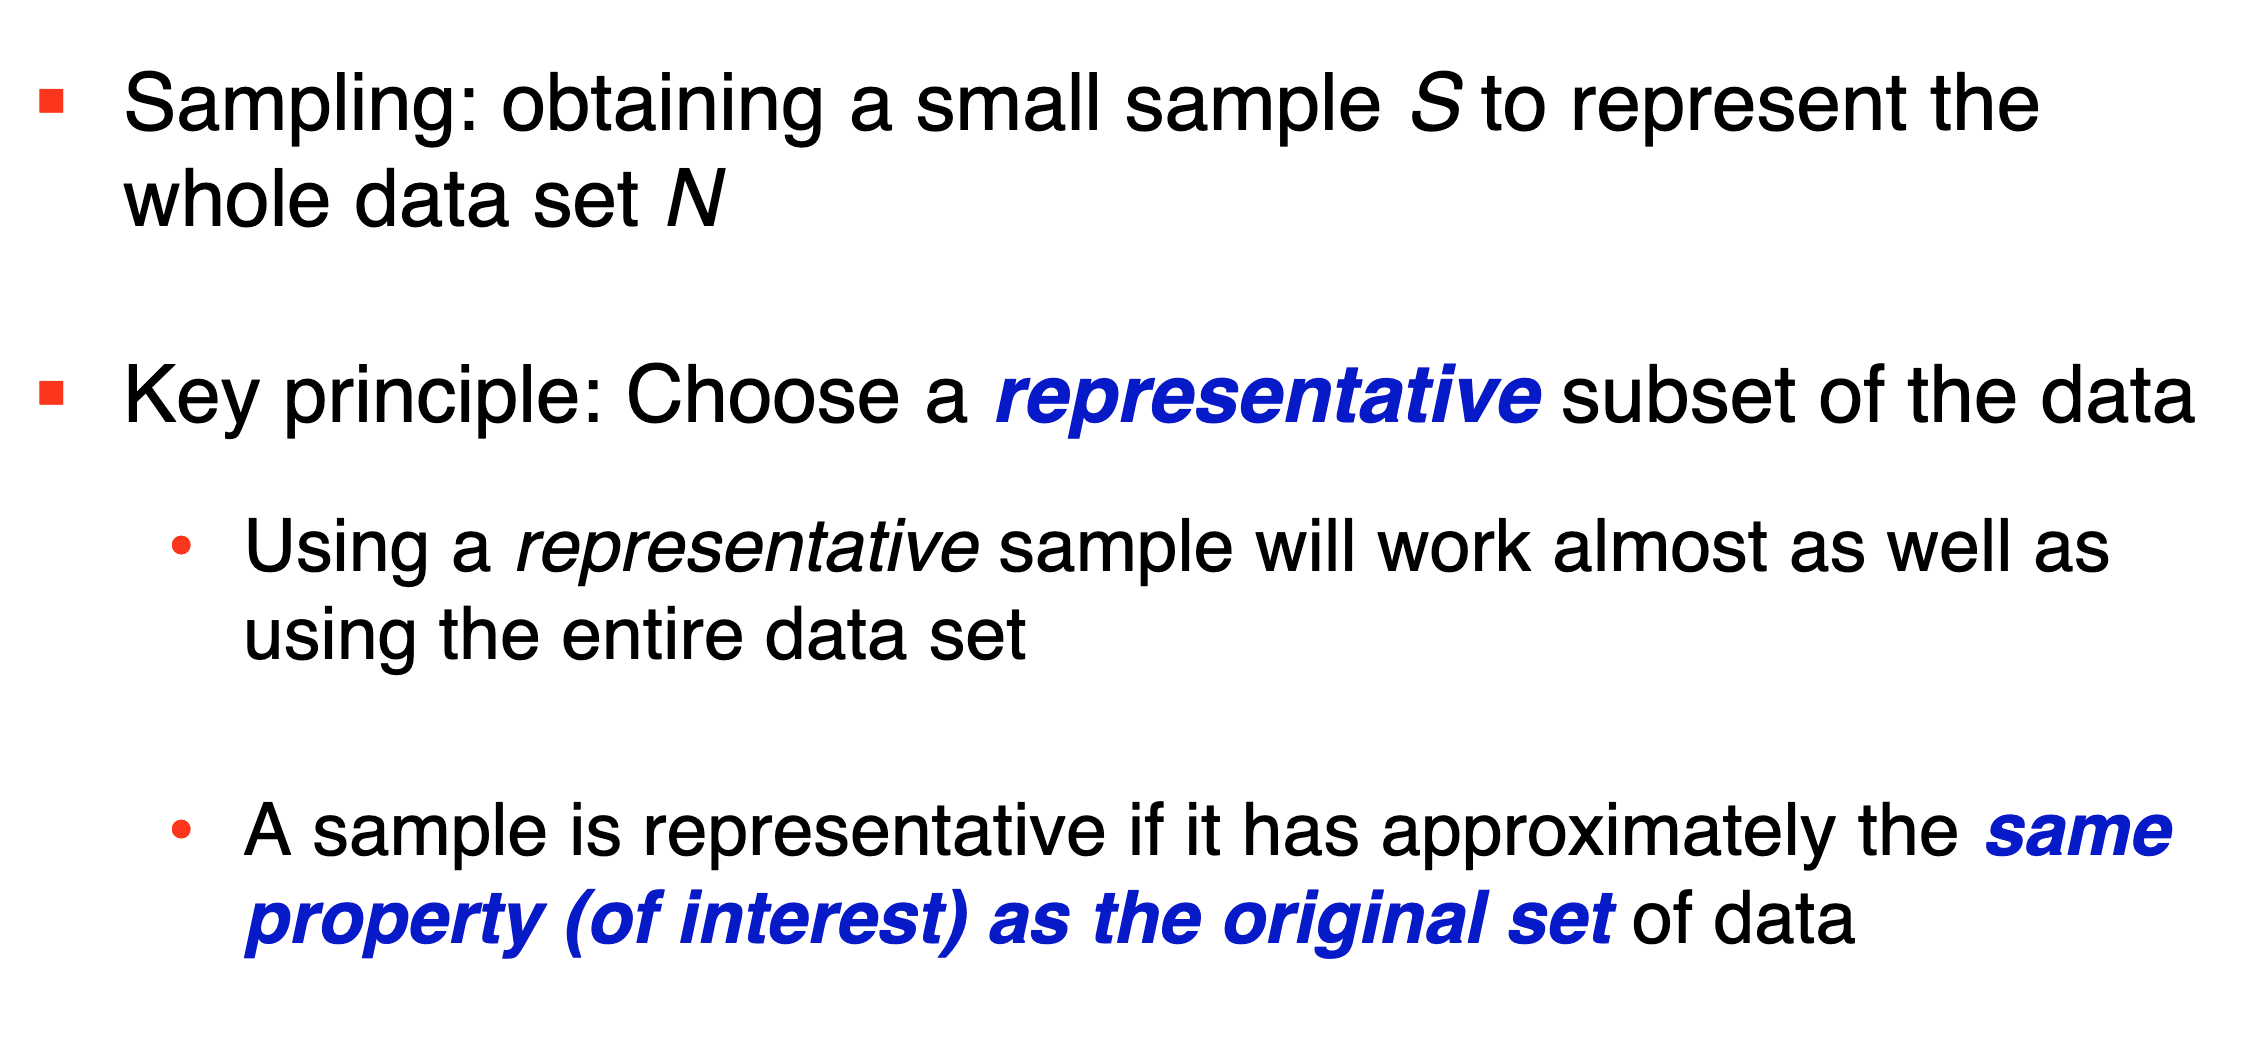 ▪ Sampling: obtaining a small sample S to represent the
whole data set N
▪ Key principle: Choose a representative subset of the data
• Using a representative sample will work almost as well as
using the entire data set
• A sample is representative if it has approximately the same
property (of interest) as the original set of data